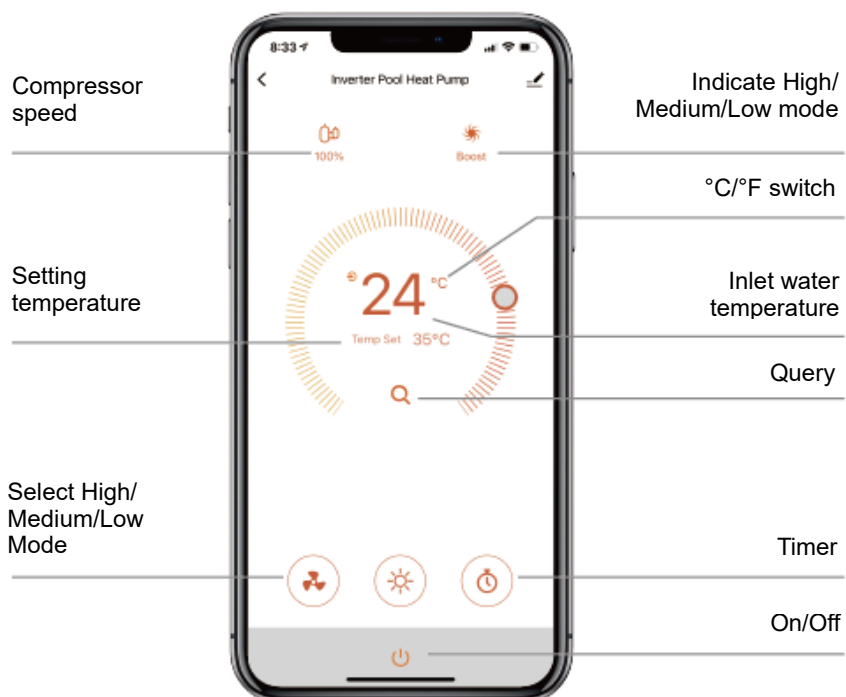 8:33
Inverter Pool Heat Pump
Compressor
speed
Indicate High/
Medium/Low mode
100%
Boost
°C/°F switch
Setting
temperature
24 °C
Inlet water
temperature
Temp Set 35°C
Query
Select High/
Medium/Low
Mode
Timer
On/Off